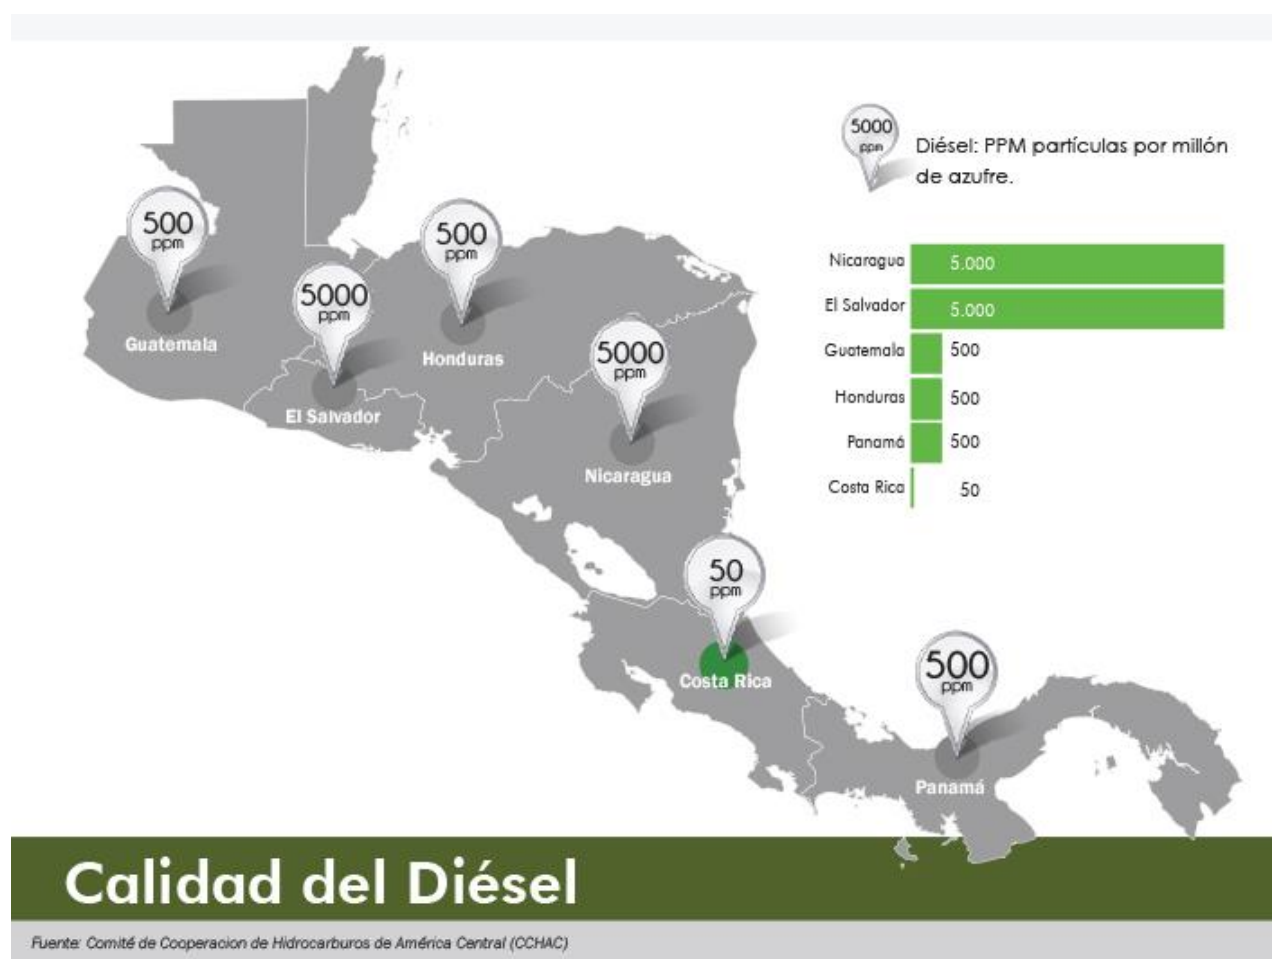 5000
ppm
Diésel: PPM partículas por millón
de azufre.
500
ppm
Guatemala
5000
ppm
El Salvador
500
ppm
Honduras
5000
ppm
Nicaragua
50
ppm
Costa Rica
500
ppm
Panamá
Nicaragua 5.000
El Salvador 5.000
Guatemala 500
Honduras 500
Panamá 500
Costa Rica 50
Calidad del Diésel
Fuente: Comité de Cooperacion de Hidrocarburos de América Central (CCHAC)